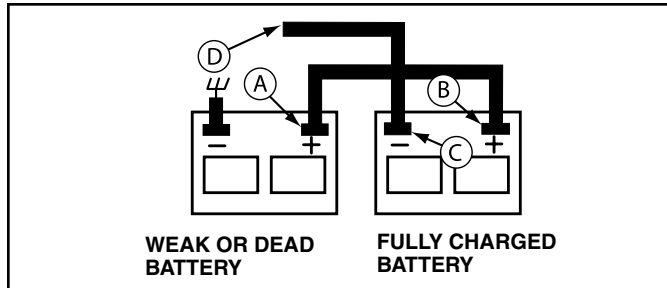 D
A
B
C
− +
− +
WEAK OR DEAD
BATTERY
FULLY CHARGED
BATTERY